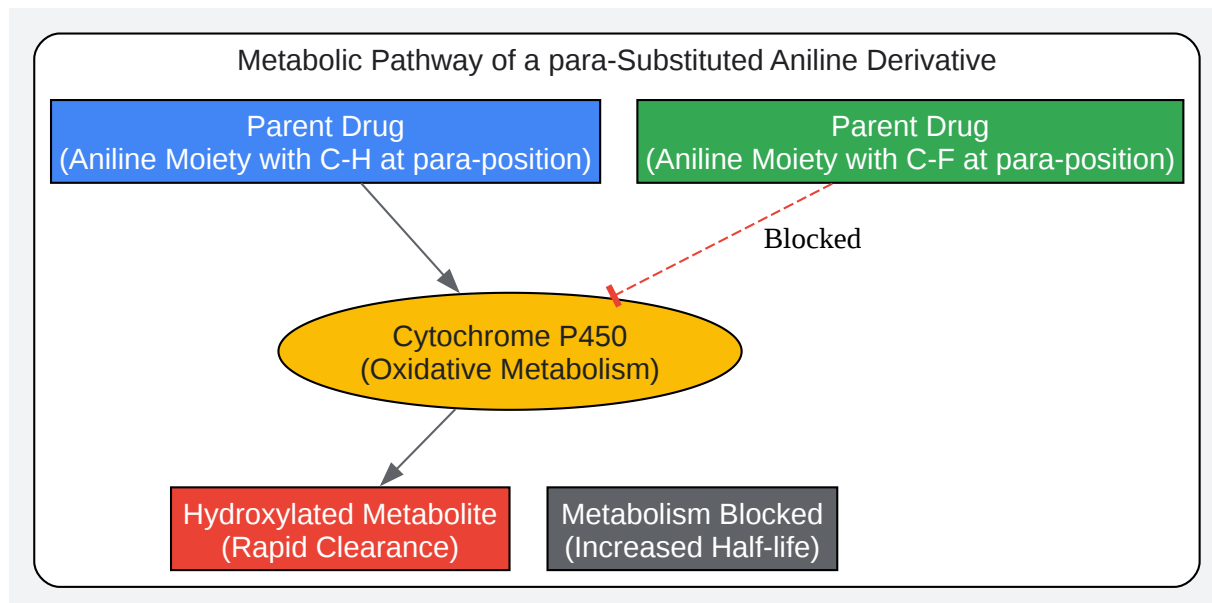 Metabolic Pathway of a para-Substituted Aniline Derivative
Parent Drug
(Aniline Moiety with C-H at para-position)
Parent Drug
(Aniline Moiety with C-F at para-position)
Blocked
Cytochrome P450
(Oxidative Metabolism)
Hydroxylated Metabolite
(Rapid Clearance)
Metabolism Blocked
(Increased Half-life)